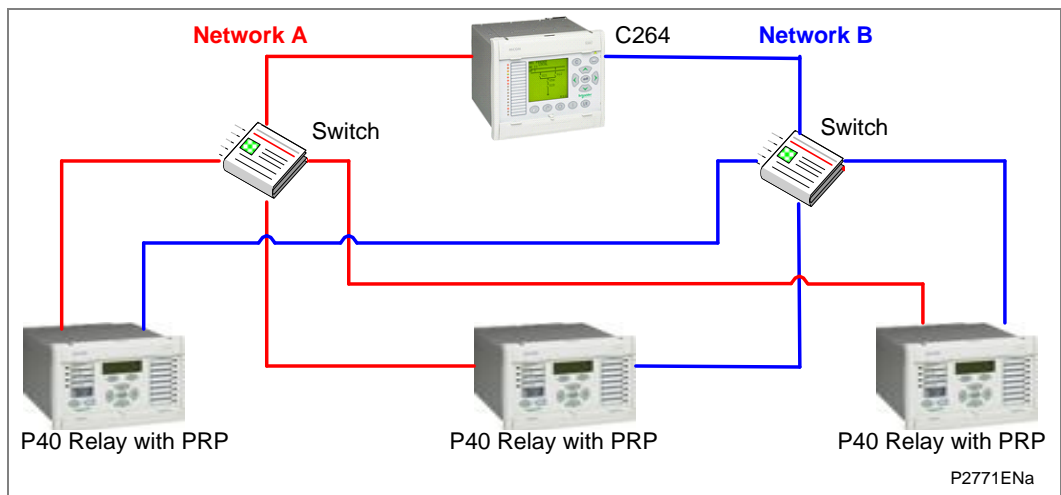 Network A
C264
Network B
Switch
Switch
P40 Relay with PRP
P40 Relay with PRP
P40 Relay with PRP
P2771ENa